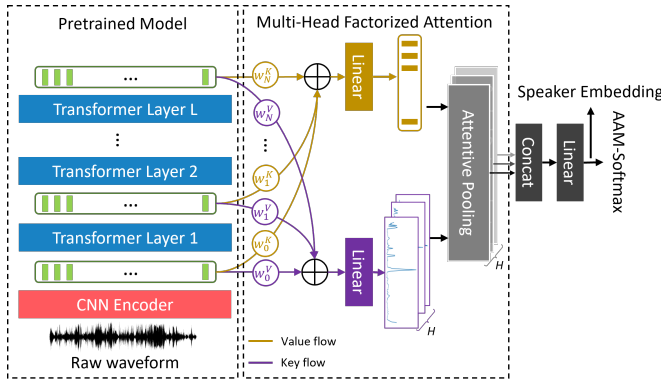 Pretrained Model
Multi-Head Factorized Attention
...
Transformer Layer L
...
Transformer Layer 2
...
Transformer Layer 1
...
CNN Encoder
Raw waveform
w_N^K
w_N^V
...
w_1^K
w_1^V
w_0^K
w_0^V
Linear
Linear
H
Value flow
Key flow
Attentive Pooling
H
Concat
Linear
Speaker Embedding
AAM-Softmax